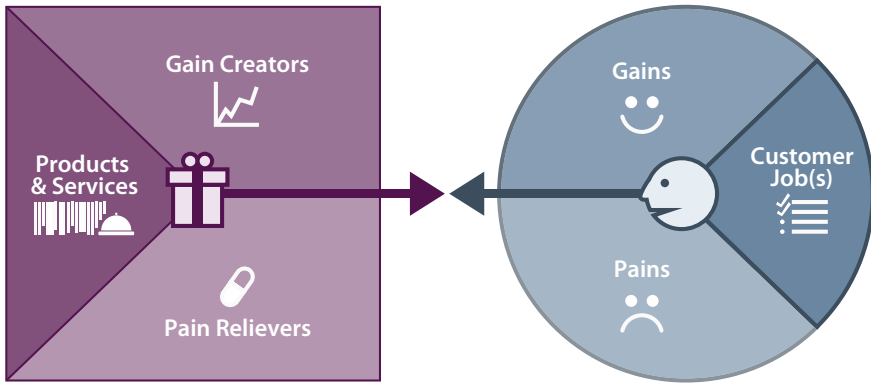 Gain Creators
Products
& Services
Pain Relievers
Gains
Customer
Job(s)
Pains